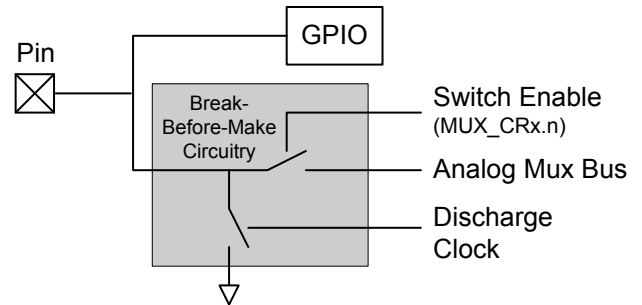 GPIO
Pin
Break-
Before-Make
Circuitry
Switch Enable
(MUX_CRx.n)
Analog Mux Bus
Discharge
Clock